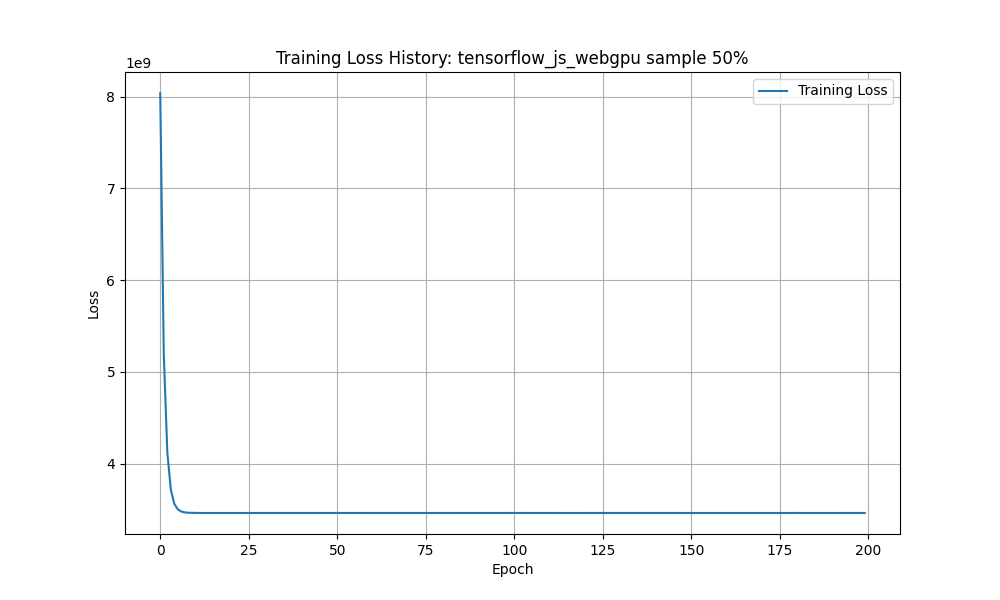 Training Loss History: tensorflow_js_webgpu sample 50%
1e9
Training Loss
8
7
6
5
4
Loss
0 25 50 75 100 125 150 175 200
Epoch